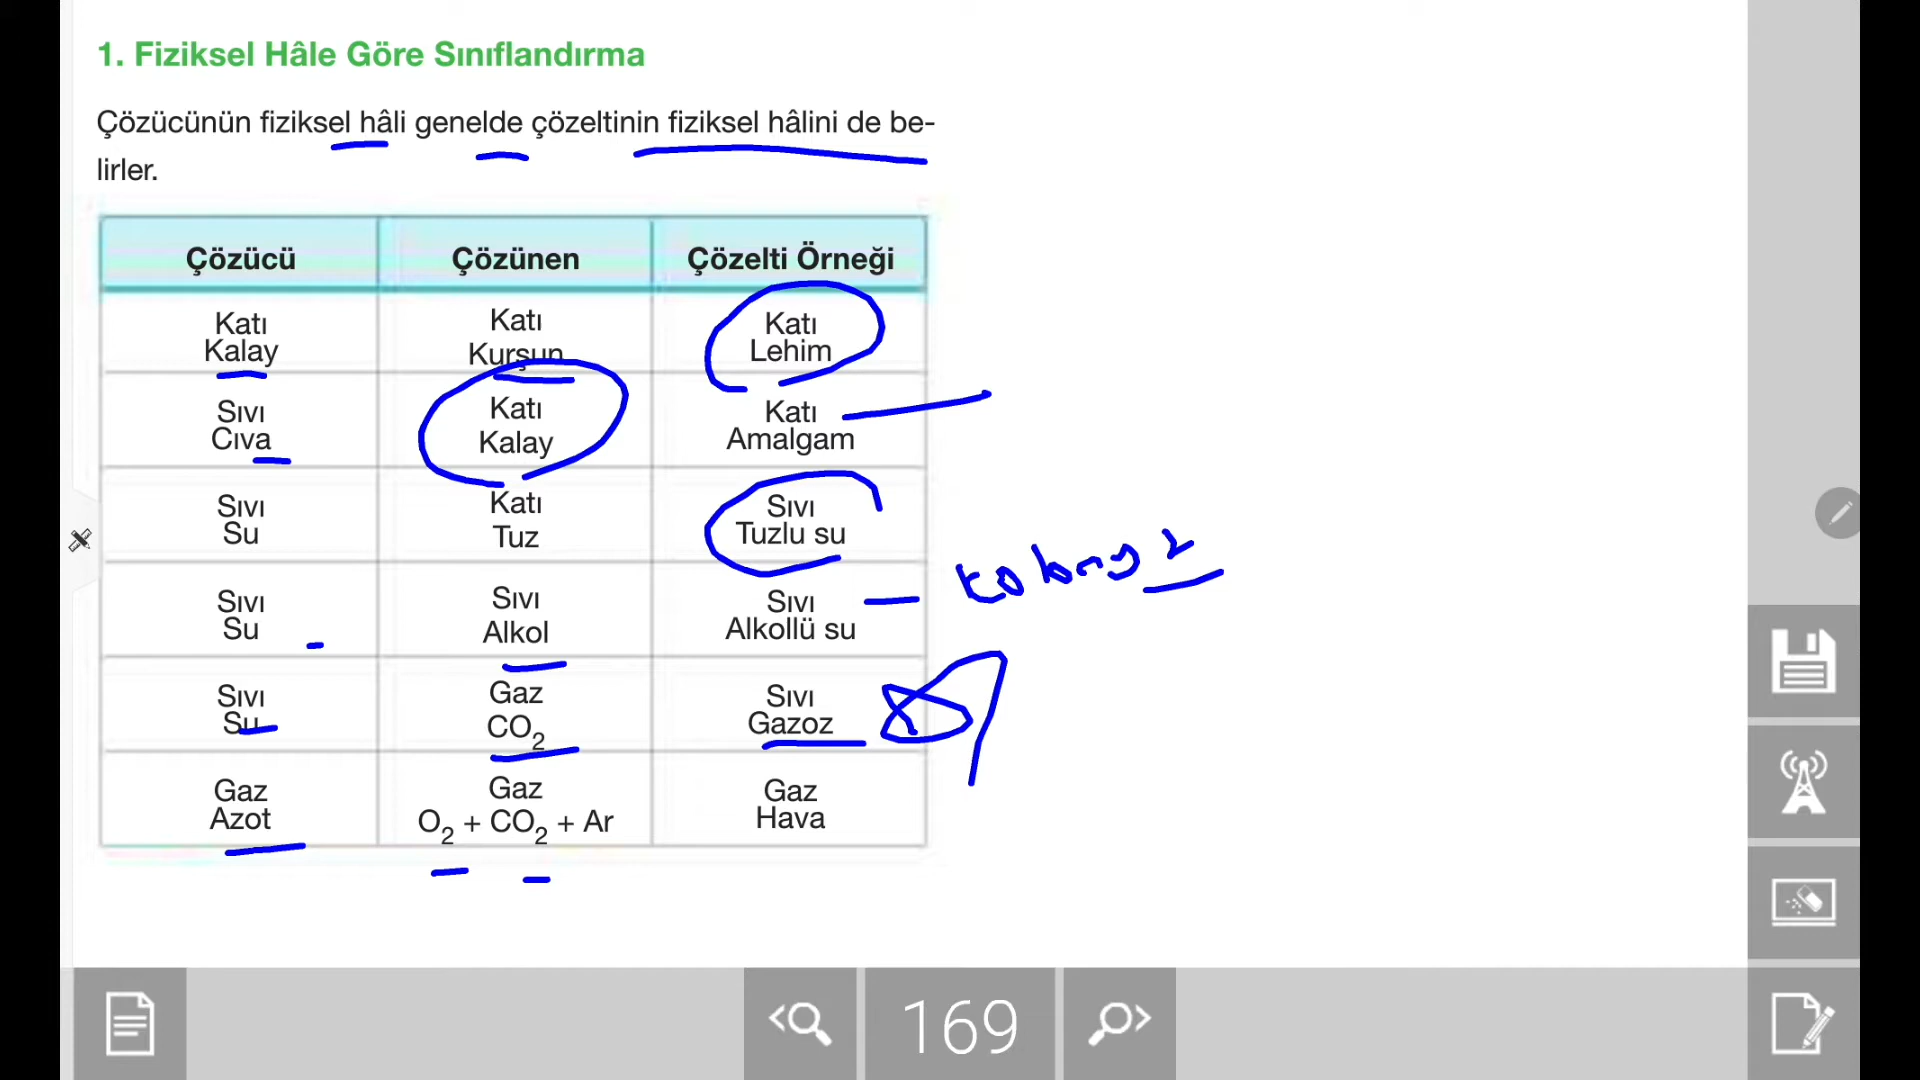 1. Fiziksel Hâle Göre Sınıflandırma
Çözücünün fiziksel hâli genelde çözeltinin fiziksel hâlini de be-
lirler.
Çözücü Çözünen Çözelti Örneği
Katı Katı Katı
Kalay Kurşun Lehim
Sıvı Katı Katı
Cıva Kalay Amalgam
Sıvı Katı Sıvı
Su Tuz Tuzlu su
kolonya
Sıvı Sıvı Sıvı
Su Alkol Alkollü su
Sıvı Gaz Sıvı
Su CO₂ Gazoz
Gaz Gaz Gaz
Azot O₂ + CO₂ + Ar Hava
169